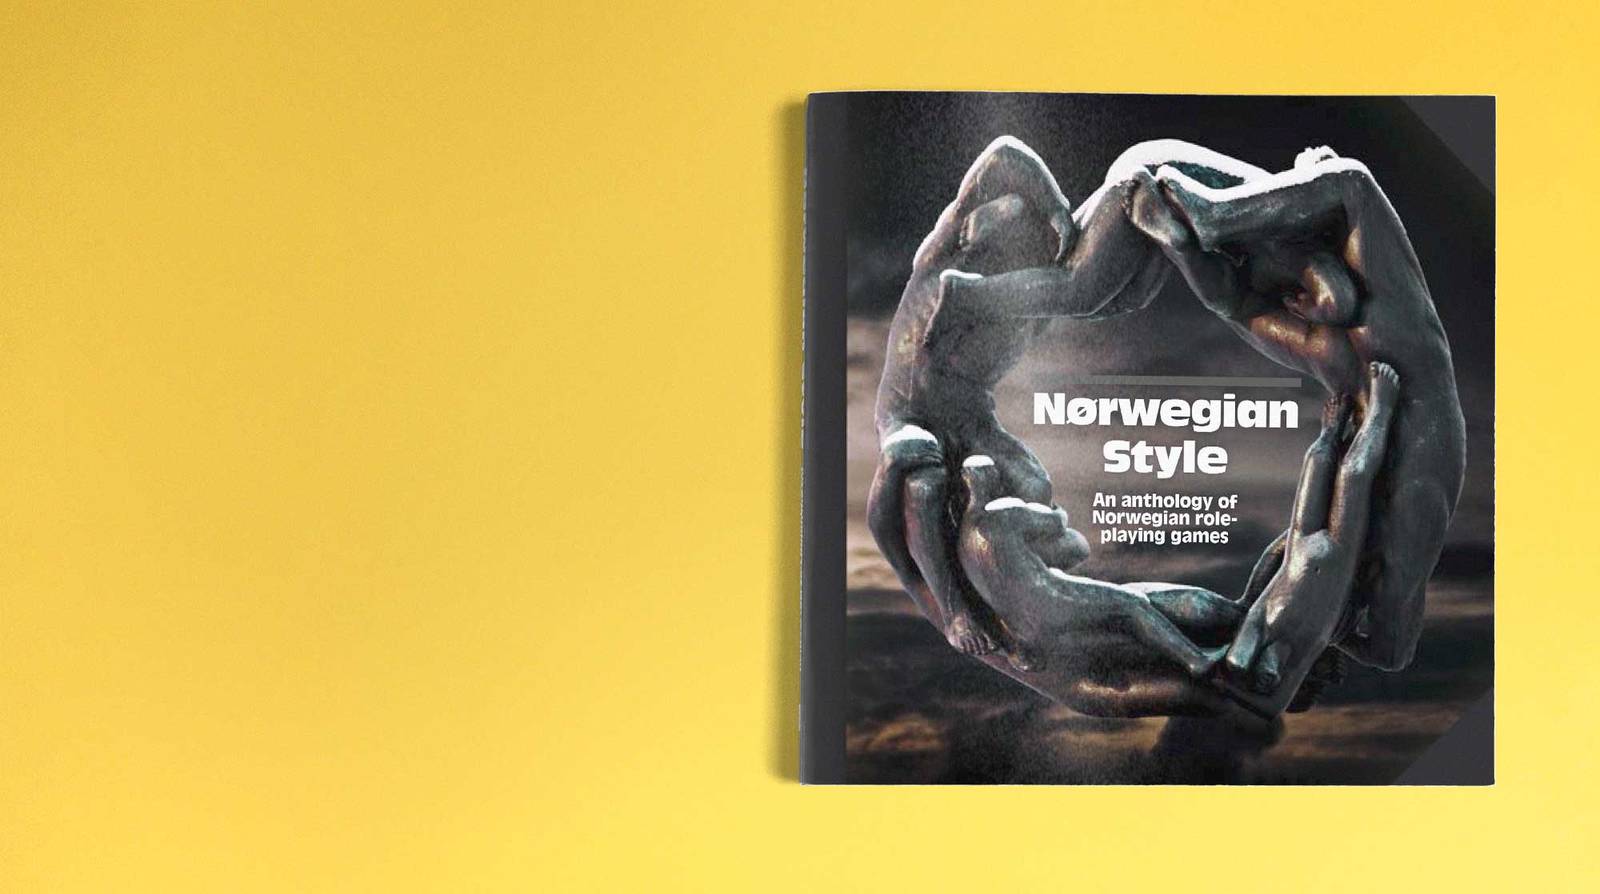 Nørwegian
Style
An anthology of
Norwegian role-
playing games